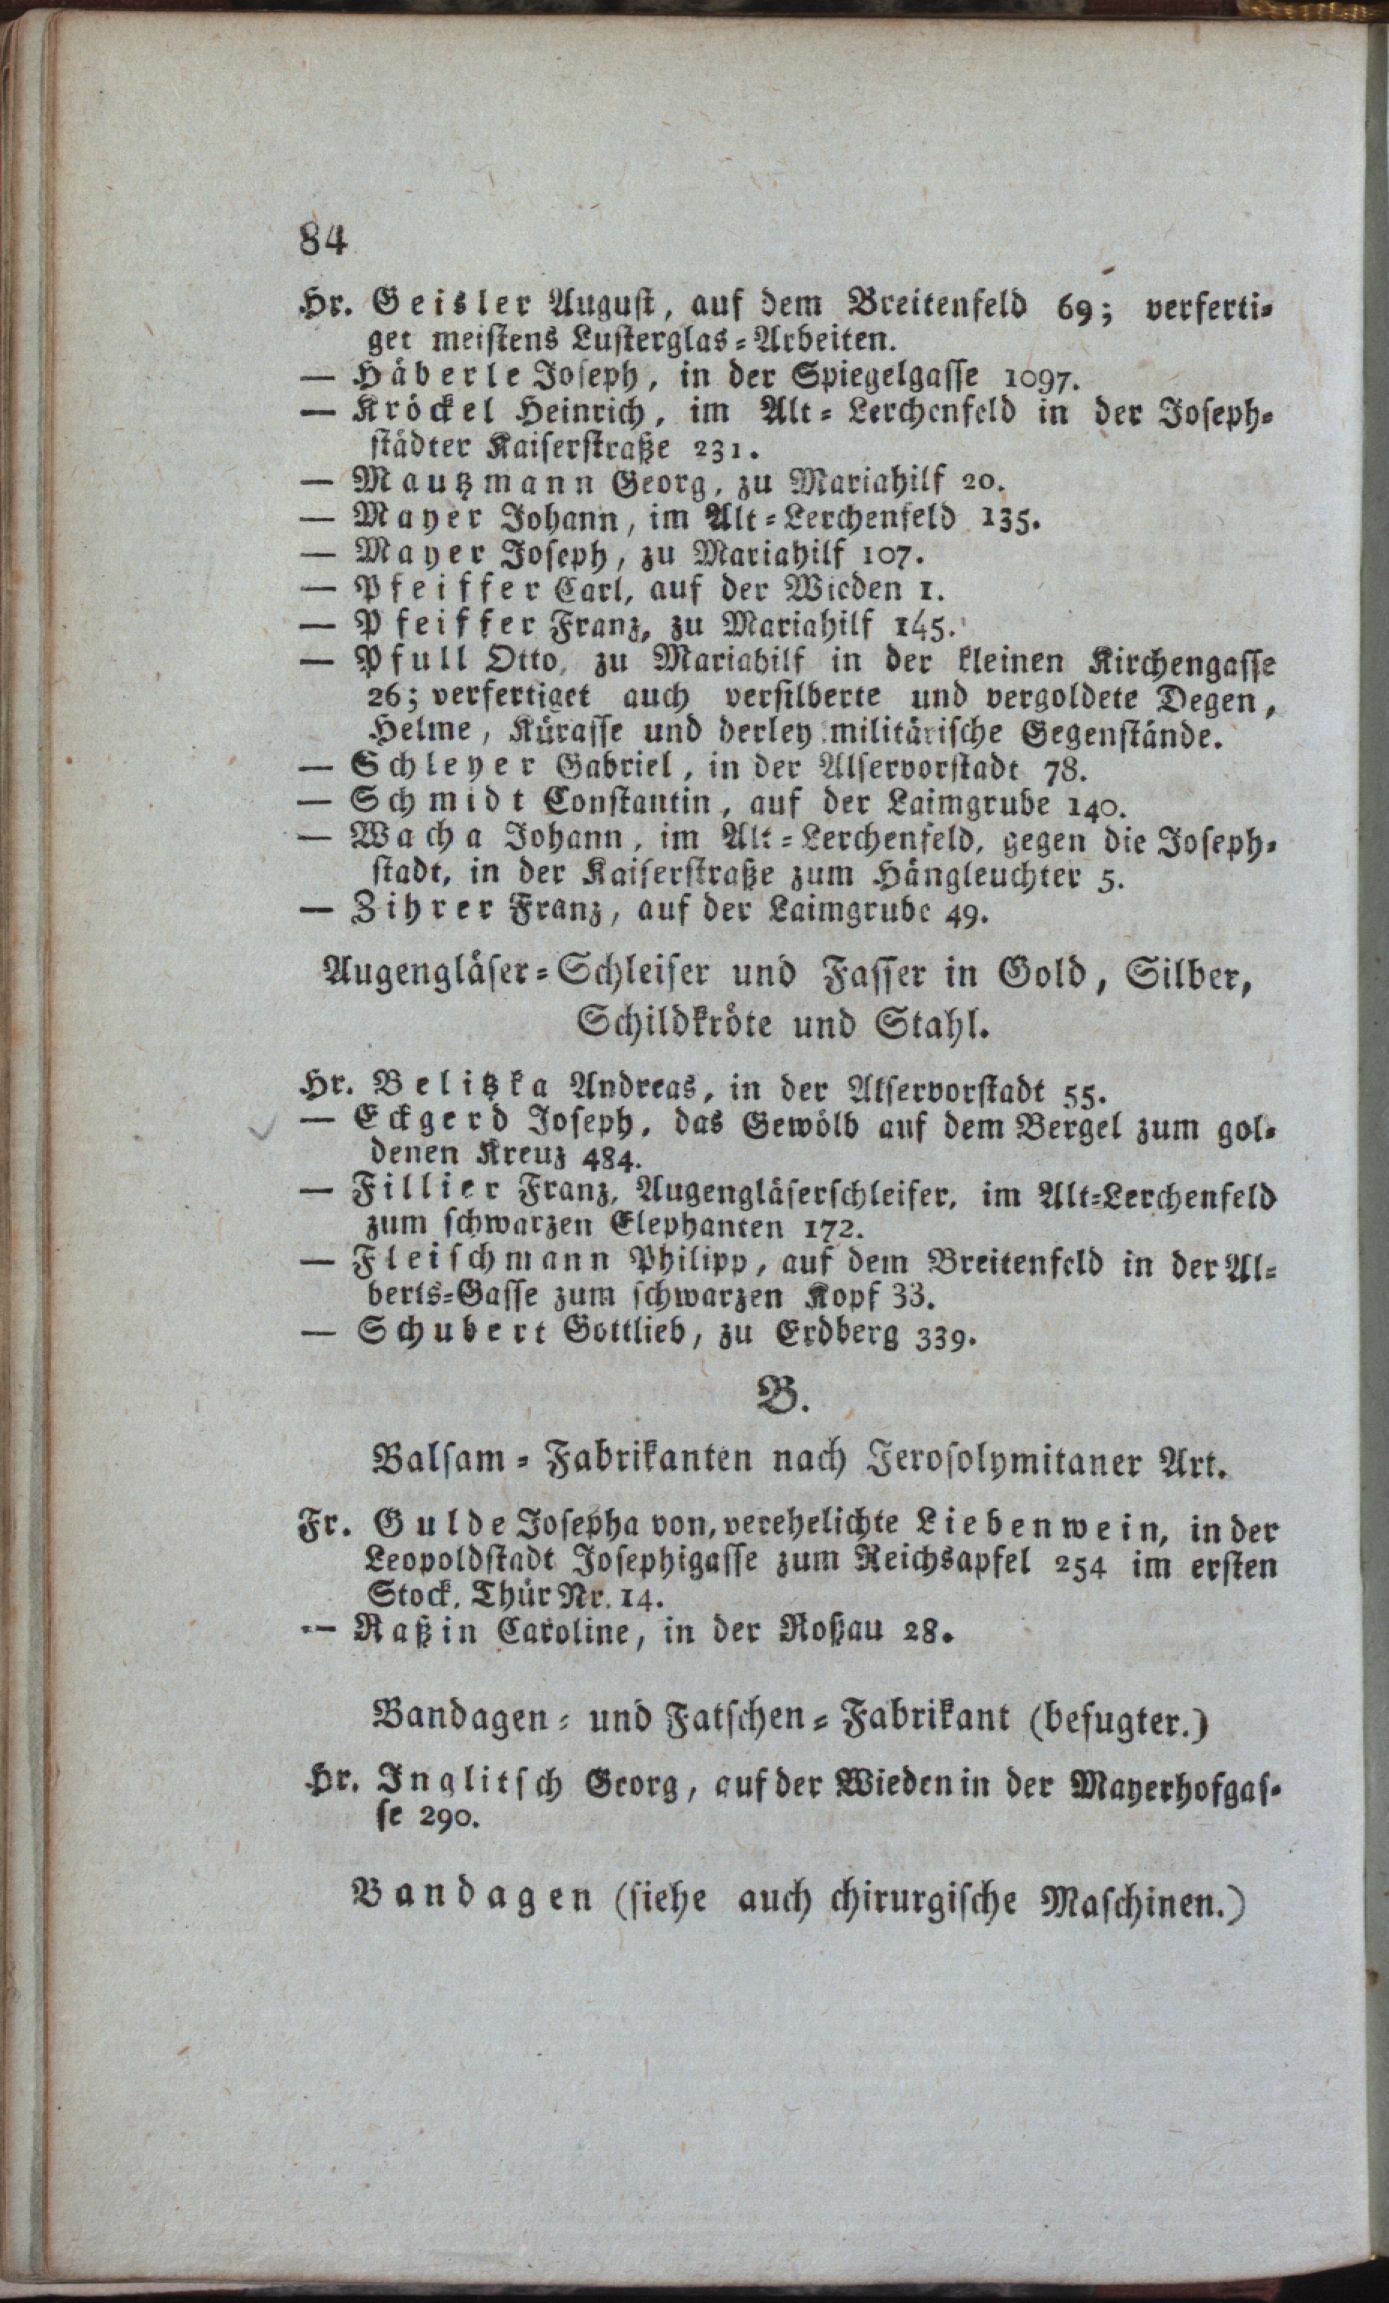 84
Hr. Geisler August, auf dem Breitenfeld 69; verferti-
get meistens Lusterglas-Arbeiten.
— Häberle Joseph, in der Spiegelgasse 1097.
— Kröckel Heinrich, im Alt-Lerchenfeld in der Joseph-
städter Kaiserstraße 231.
— Mautzmann Georg, zu Mariahilf 20.
— Mayer Johann, im Alt-Lerchenfeld 135.
— Mayer Joseph, zu Mariahilf 107.
— Pfeiffer Carl, auf der Wieden 1.
— Pfeiffer Franz, zu Mariahilf 145.
— Pfull Otto, zu Mariahilf in der kleinen Kirchengasse
26; verfertiget auch versilberte und vergoldete Degen,
Helme, Kürasse und derley militärische Gegenstände.
— Schleyer Gabriel, in der Alservorstadt 78.
— Schmidt Constantin, auf der Laimgrube 140.
— Wacha Johann, im Alt-Lerchenfeld, gegen die Joseph-
stadt, in der Kaiserstraße zum Hängleuchter 5.
— Zihrer Franz, auf der Laimgrube 49.
Augengläser-Schleifer und Fasser in Gold, Silber,
Schildkröte und Stahl.
Hr. Belitzka Andreas, in der Alservorstadt 55.
— Eckgerd Joseph, das Gewölb auf dem Bergel zum gol-
denen Kreuz 484.
— Fillier Franz, Augengläserschleifer, im Alt-Lerchenfeld
zum schwarzen Elephanten 172.
— Fleischmann Philipp, auf dem Breitenfeld in der Al-
berts-Gasse zum schwarzen Kopf 33.
— Schubert Gottlieb, zu Erdberg 339.
B.
Balsam-Fabrikanten nach Jerosolymitaner Art.
Fr. Gulde Josepha von, verehelichte Liebenwein, in der
Leopoldstadt Josephigasse zum Reichsapfel 254 im ersten
Stock, Thür Nr. 14.
— Raßin Caroline, in der Roßau 28.
Bandagen- und Fatschen-Fabrikant (befugter.)
Hr. Inglitsch Georg, auf der Wieden in der Mayerhofgas-
se 290.
Bandagen (siehe auch chirurgische Maschinen.)